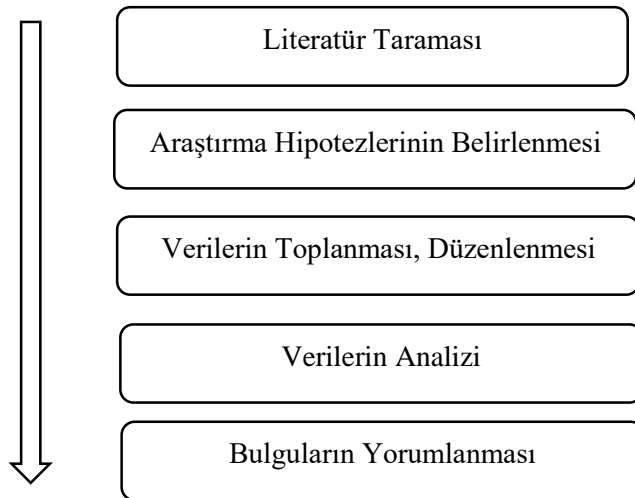 Literatür Taraması
Araştırma Hipotezlerinin Belirlenmesi
Verilerin Toplanması, Düzenlenmesi
Verilerin Analizi
Bulguların Yorumlanması